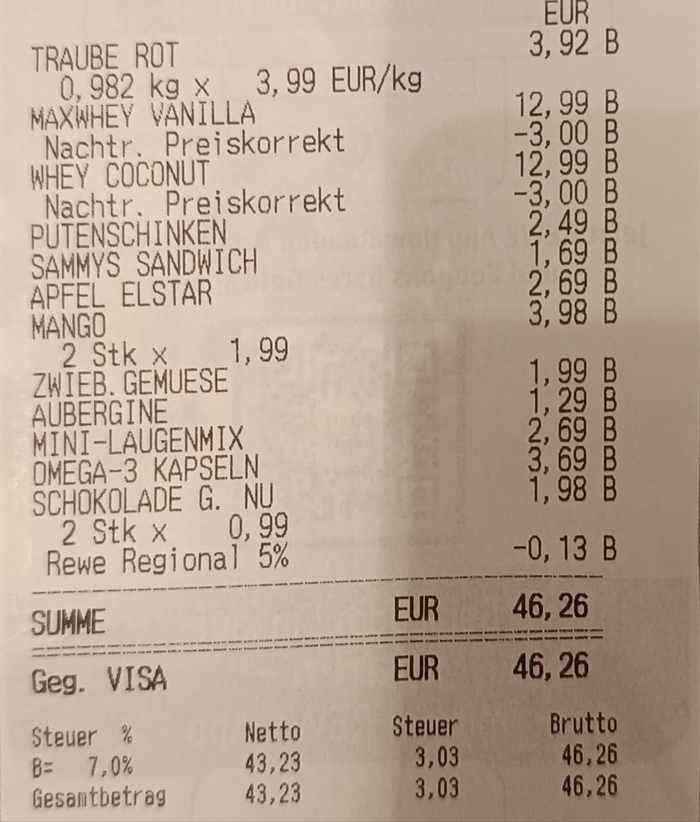 EUR
TRAUBE ROT 3,92 B
0,982 kg x 3,99 EUR/kg
MAXWHEY VANILLA 12,99 B
Nachtr. Preiskorrekt -3,00 B
WHEY COCONUT 12,99 B
Nachtr. Preiskorrekt -3,00 B
PUTENSCHINKEN 2,49 B
SAMMYS SANDWICH 1,69 B
APFEL ELSTAR 2,69 B
MANGO 3,98 B
2 Stk x 1,99
ZWIEB.GEMUESE 1,99 B
AUBERGINE 1,29 B
MINI-LAUGENMIX 2,69 B
OMEGA-3 KAPSELN 3,69 B
SCHOKOLADE G. NU 1,98 B
2 Stk x 0,99
Rewe Regional 5% -0,13 B
SUMME EUR 46,26
Geg. VISA EUR 46,26
Steuer % Netto Steuer Brutto
B= 7,0% 43,23 3,03 46,26
Gesamtbetrag 43,23 3,03 46,26